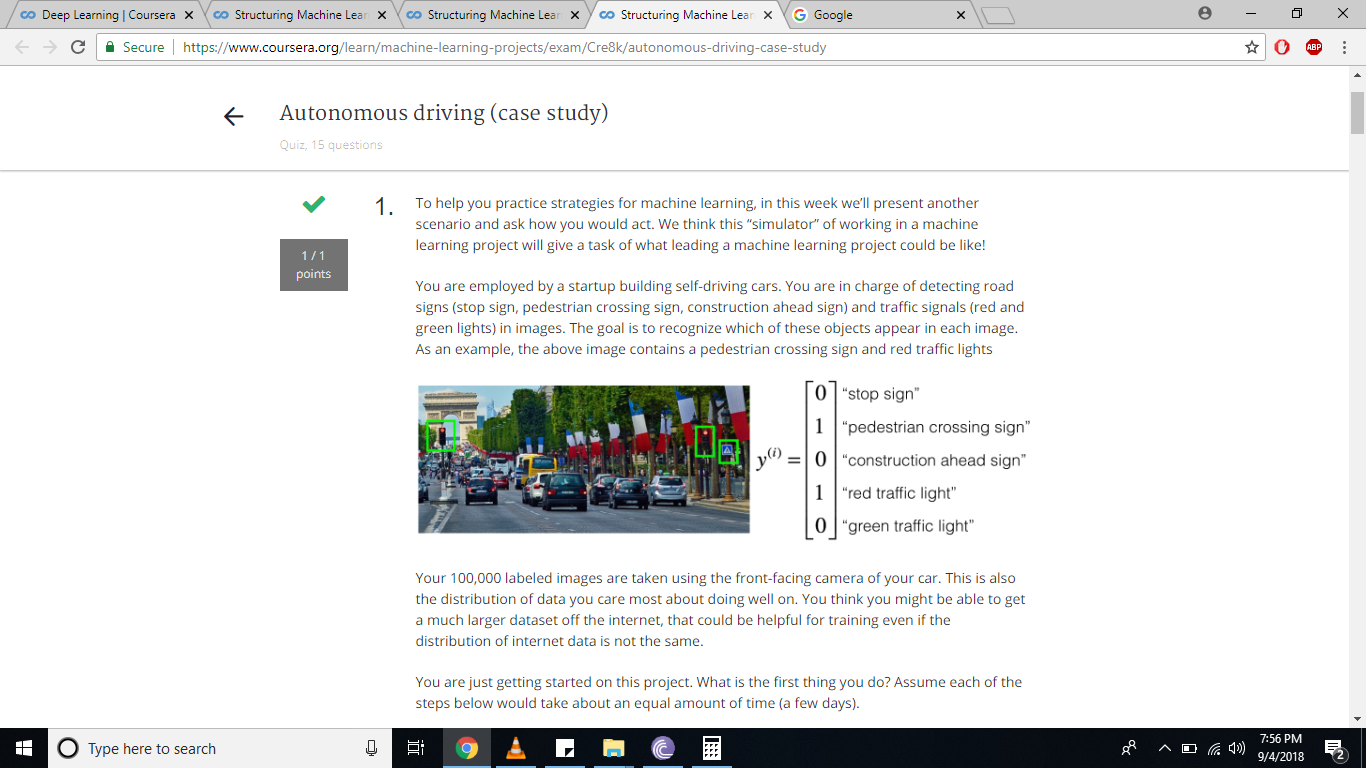 Deep Learning | Coursera
Structuring Machine Lear
Structuring Machine Lear
Structuring Machine Lear
Google
Secure
https://www.coursera.org/learn/machine-learning-projects/exam/Cre8k/autonomous-driving-case-study
ABP
Autonomous driving (case study)
Quiz, 15 questions
1 / 1
points
1.
To help you practice strategies for machine learning, in this week we’ll present another
scenario and ask how you would act. We think this “simulator” of working in a machine
learning project will give a task of what leading a machine learning project could be like!
You are employed by a startup building self-driving cars. You are in charge of detecting road
signs (stop sign, pedestrian crossing sign, construction ahead sign) and traffic signals (red and
green lights) in images. The goal is to recognize which of these objects appear in each image.
As an example, the above image contains a pedestrian crossing sign and red traffic lights
y(i) =
0 “stop sign”
1 “pedestrian crossing sign”
0 “construction ahead sign”
1 “red traffic light”
0 “green traffic light”
Your 100,000 labeled images are taken using the front-facing camera of your car. This is also
the distribution of data you care most about doing well on. You think you might be able to get
a much larger dataset off the internet, that could be helpful for training even if the
distribution of internet data is not the same.
You are just getting started on this project. What is the first thing you do? Assume each of the
steps below would take about an equal amount of time (a few days).
Type here to search
7:56 PM
9/4/2018
2